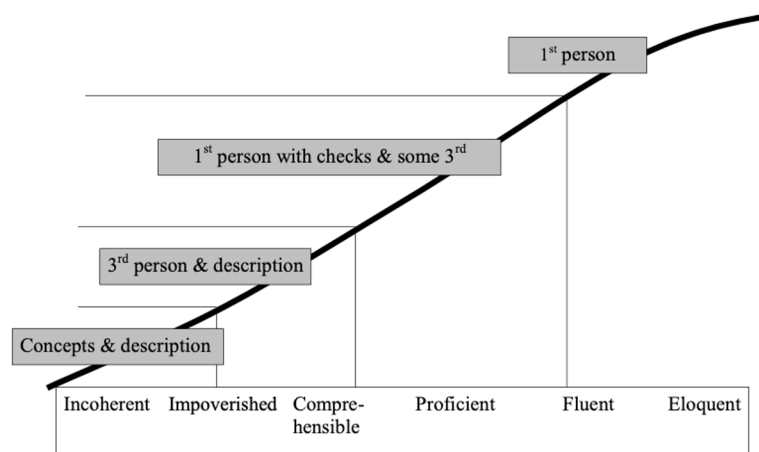 1st person
1st person with checks & some 3rd
3rd person & description
Concepts & description
Incoherent Impoverished Compre- Proficient Fluent Eloquent
hensible